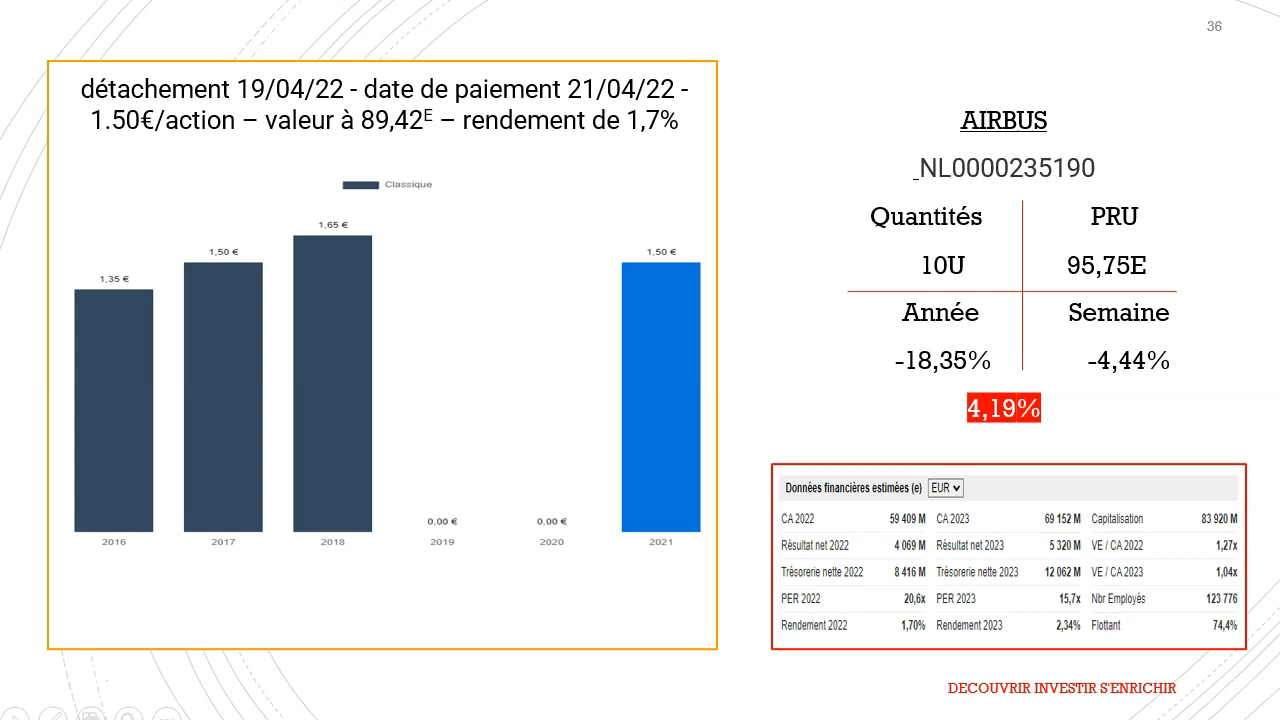 36
détachement 19/04/22 - date de paiement 21/04/22 -
1.50€/action – valeur à 89,42E – rendement de 1,7%
Classique
1,35 € 1,50 € 1,65 € 0,00 € 0,00 € 1,50 €
2016 2017 2018 2019 2020 2021
AIRBUS
NL0000235190
Quantités PRU
10U 95,75E
Année Semaine
-18,35% -4,44%
4,19%
Données financières estimées (e) EUR
CA 2022 59 409 M CA 2023 69 152 M Capitalisation 83 920 M
Résultat net 2022 4 069 M Résultat net 2023 5 320 M VE / CA 2022 1,27x
Trésorerie nette 2022 8 416 M Trésorerie nette 2023 12 062 M VE / CA 2023 1,04x
PER 2022 20,6x PER 2023 15,7x Nbr Employés 123 776
Rendement 2022 1,70% Rendement 2023 2,34% Flottant 74,4%
DECOUVRIR INVESTIR S'ENRICHIR